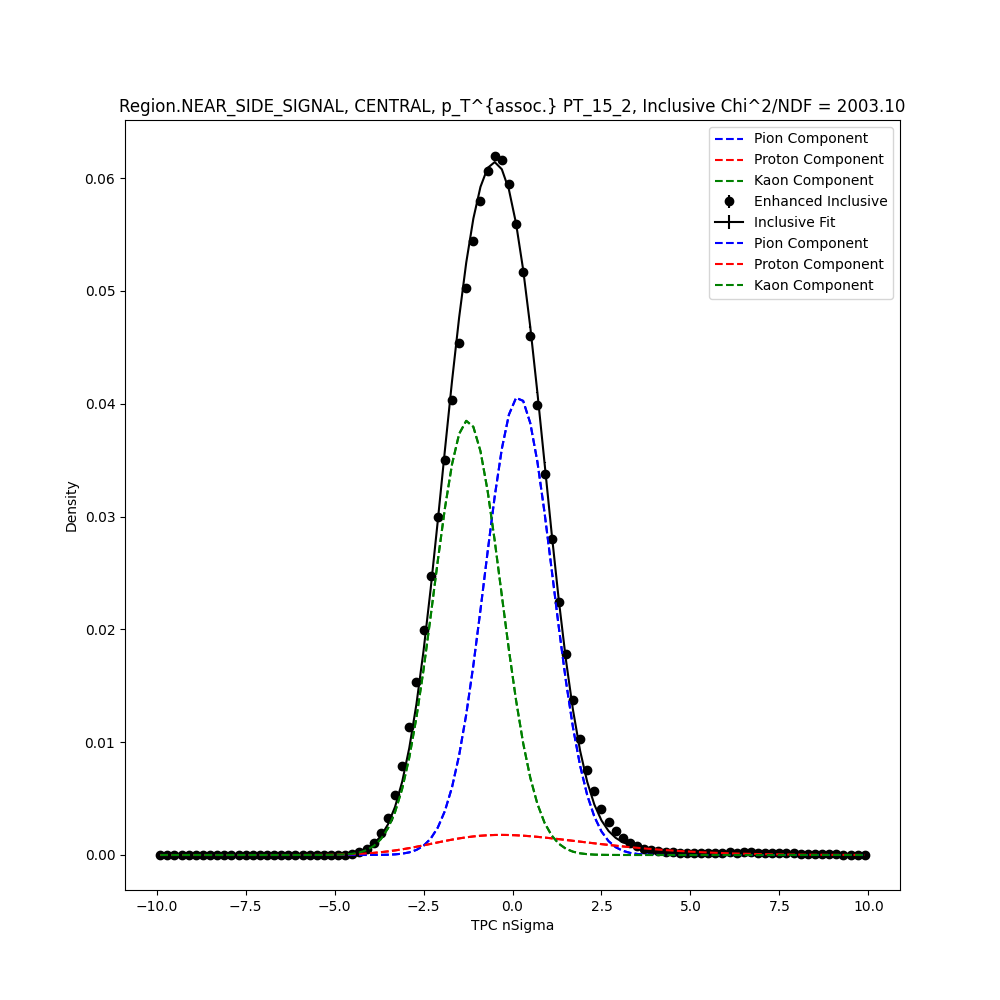 Region.NEAR_SIDE_SIGNAL, CENTRAL, p_T^{assoc.} PT_15_2, Inclusive Chi^2/NDF = 2003.10
Pion Component
Proton Component
Kaon Component
Enhanced Inclusive
Inclusive Fit
Pion Component
Proton Component
Kaon Component
0.06
0.05
0.04
0.03
0.02
0.01
0.00
Density
−10.0 −7.5 −5.0 −2.5 0.0 2.5 5.0 7.5 10.0
TPC nSigma